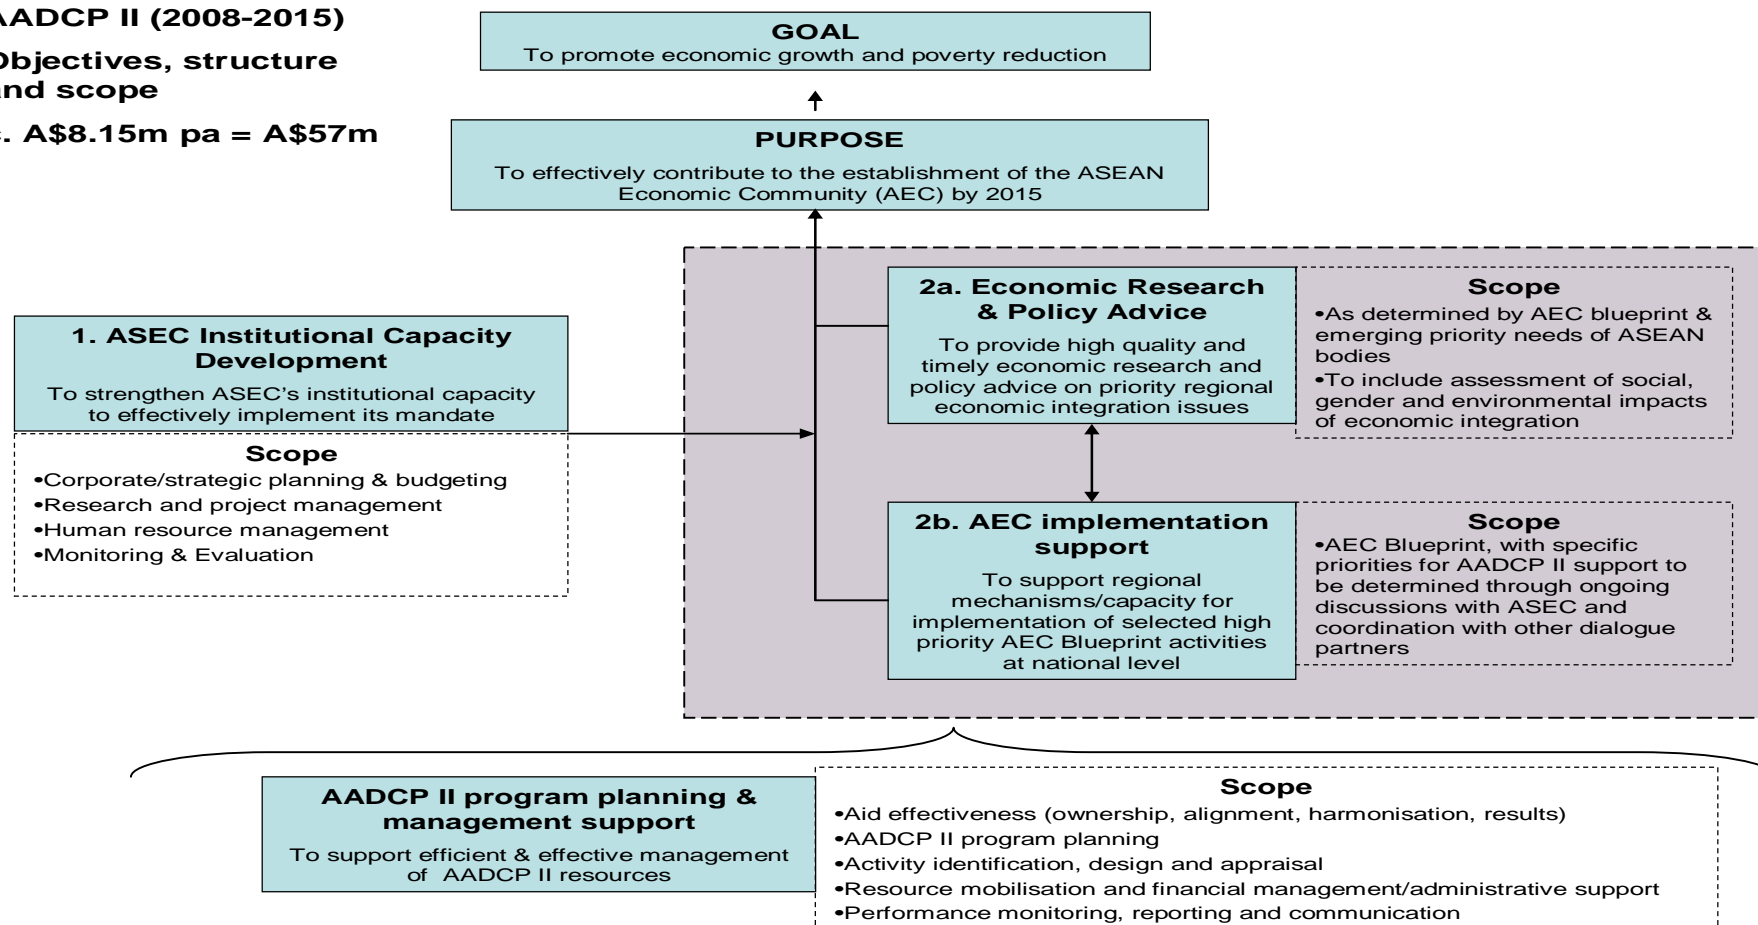 AADCP II (2008-2015)
Objectives, structure
and scope
c. A$8.15m pa = A$57m
GOAL
To promote economic growth and poverty reduction
PURPOSE
To effectively contribute to the establishment of the ASEAN
Economic Community (AEC) by 2015
1. ASEC Institutional Capacity
Development
To strengthen ASEC’s institutional capacity
to effectively implement its mandate
Scope
•Corporate/strategic planning & budgeting
•Research and project management
•Human resource management
•Monitoring & Evaluation
2a. Economic Research
& Policy Advice
To provide high quality and
timely economic research and
policy advice on priority regional
economic integration issues
Scope
•As determined by AEC blueprint &
emerging priority needs of ASEAN
bodies
•To include assessment of social,
gender and environmental impacts
of economic integration
2b. AEC implementation
support
To support regional
mechanisms/capacity for
implementation of selected high
priority AEC Blueprint activities
at national level
Scope
•AEC Blueprint, with specific
priorities for AADCP II support to
be determined through ongoing
discussions with ASEC and
coordination with other dialogue
partners
AADCP II program planning &
management support
To support efficient & effective management
of AADCP II resources
Scope
•Aid effectiveness (ownership, alignment, harmonisation, results)
•AADCP II program planning
•Activity identification, design and appraisal
•Resource mobilisation and financial management/administrative support
•Performance monitoring, reporting and communication